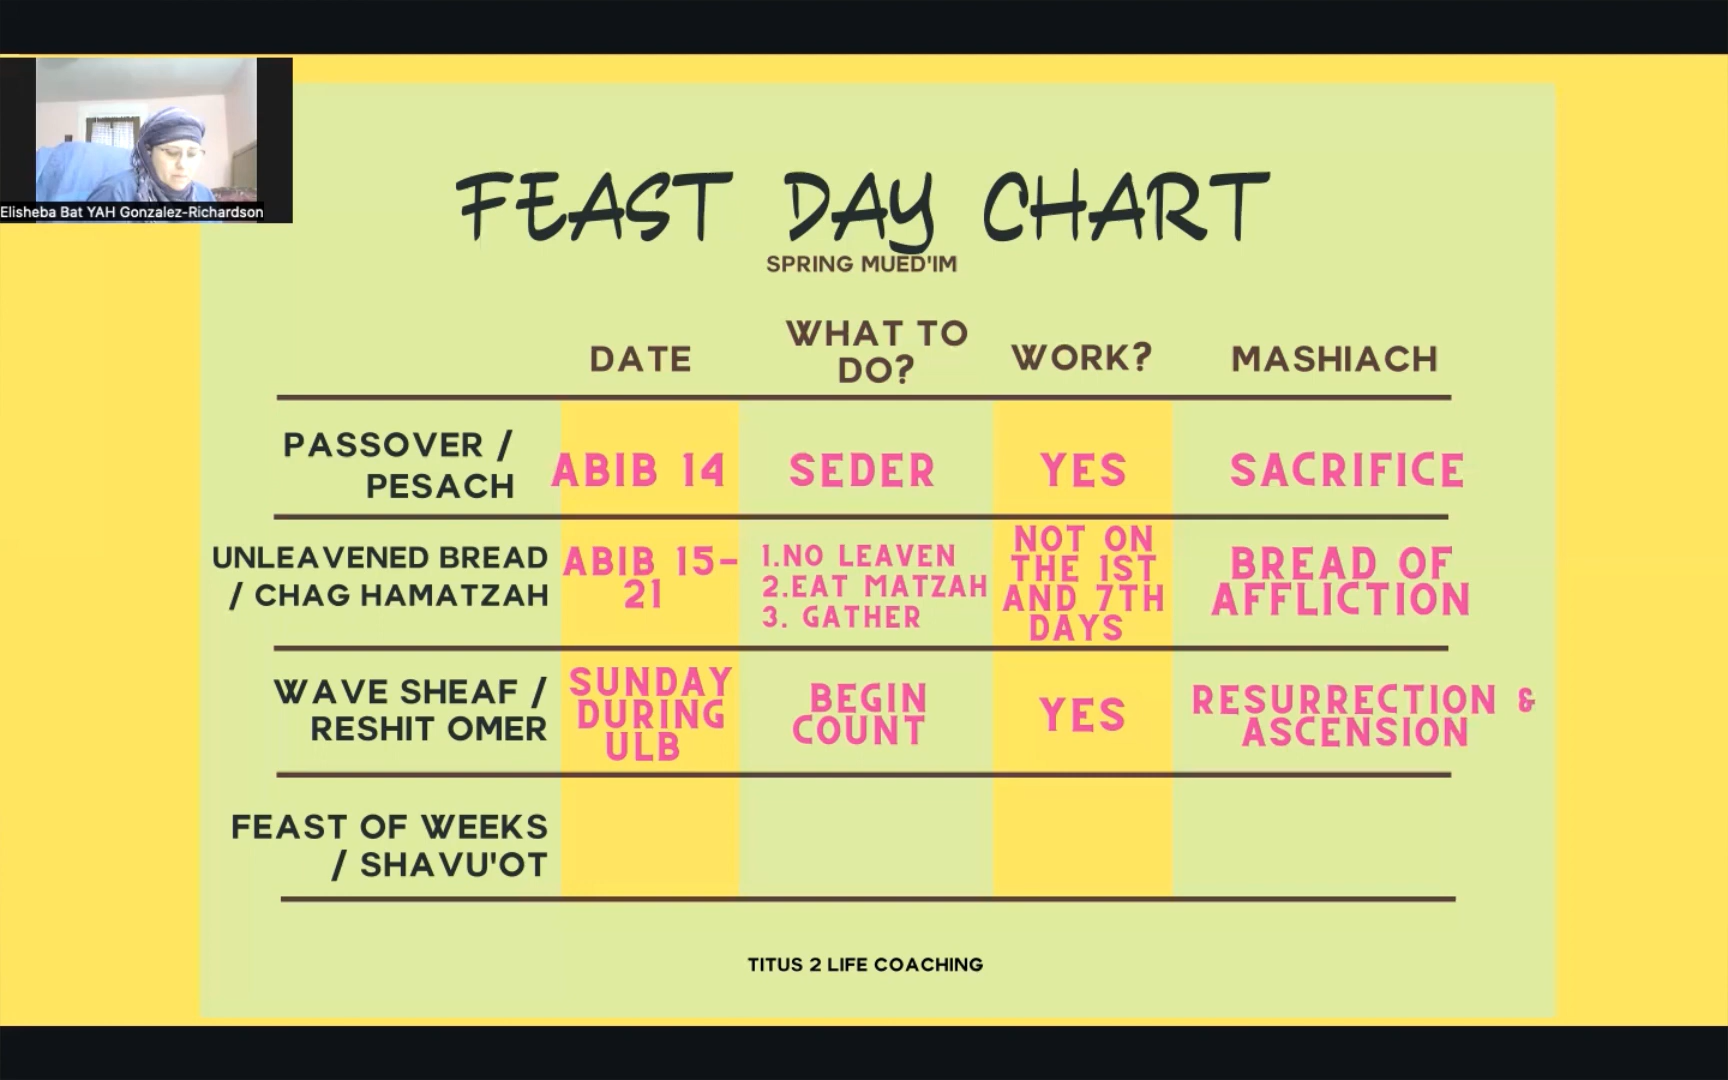 Elisheba Bat YAH Gonzalez-Richardson
FEAST DAY CHART
SPRING MUED'IM
DATE
WHAT TO
DO?
WORK?
MASHIACH
PASSOVER /
PESACH
ABIB 14
SEDER
YES
SACRIFICE
UNLEAVENED BREAD
/ CHAG HAMATZAH
ABIB 15-
21
1.NO LEAVEN
2.EAT MATZAH
3. GATHER
NOT ON
THE 1ST
AND 7TH
DAYS
BREAD OF
AFFLICTION
WAVE SHEAF /
RESHIT OMER
SUNDAY
DURING
ULB
BEGIN
COUNT
YES
RESURRECTION &
ASCENSION
FEAST OF WEEKS
/ SHAVU'OT
TITUS 2 LIFE COACHING